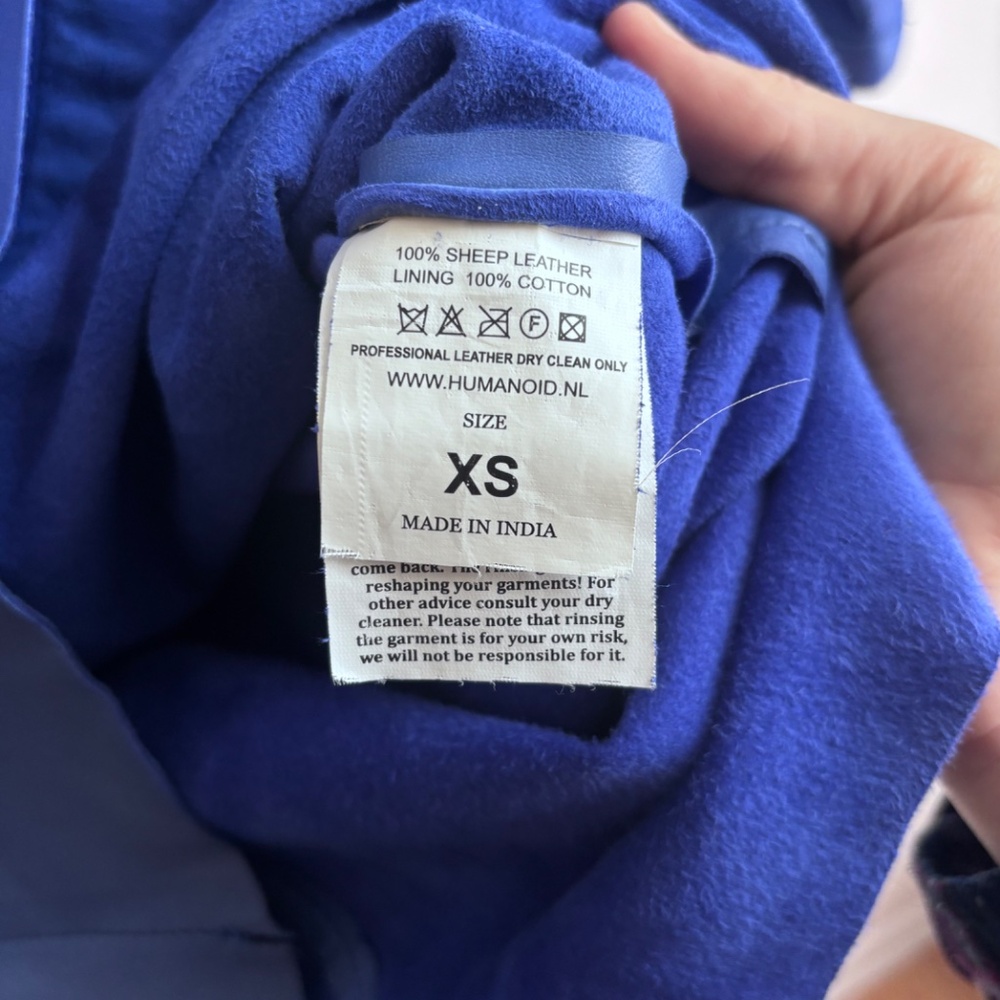 100% SHEEP LEATHER
LINING 100% COTTON
F
PROFESSIONAL LEATHER DRY CLEAN ONLY
WWW.HUMANOID.NL
SIZE
XS
MADE IN INDIA
come back.
reshaping your garments! For
other advice consult your dry
cleaner. Please note that rinsing
the garment is for your own risk,
we will not be responsible for it.